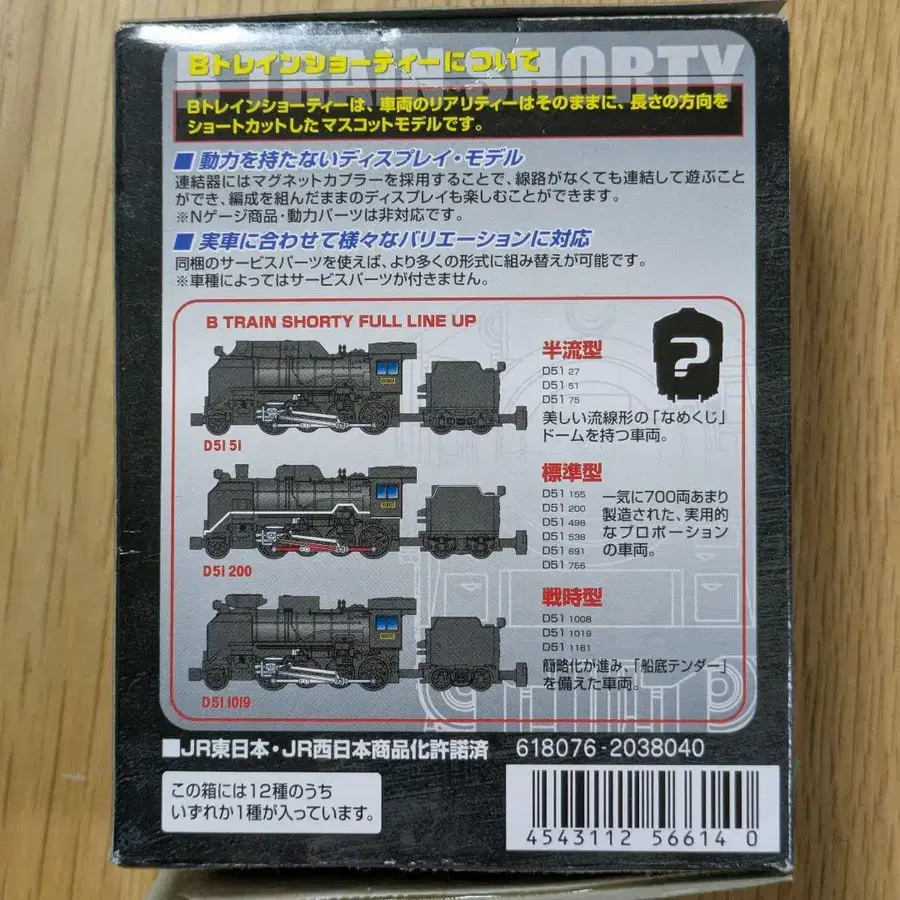 B TRAIN SHORTY
Bトレインショーティーについて
Bトレインショーティーは、車両のリアリティーはそのままに、長さの方向を
ショートカットしたマスコットモデルです。
■動力を持たないディスプレイ・モデル
連結器にはマグネットカプラーを採用することで、線路がなくても連結して遊ぶこと
ができ、編成を組んだままのディスプレイも楽しむことができます。
※Nゲージ商品・動力パーツは非対応です。
■実車に合わせて様々なバリエーションに対応
同梱のサービスパーツを使えば、より多くの形式に組み替えが可能です。
※車種によってはサービスパーツが付きません。
B TRAIN SHORTY FULL LINE UP
D51 51
半流型
D51 27
D51 51
D51 75
?
美しい流線形の「なめくじ」
ドームを持つ車両。
D51 200
標準型
D51 155
D51 200
D51 498
D51 538
D51 691
D51 756
一気に700両あまり
製造された、実用的
なプロポーション
の車両。
D51 1019
戦時型
D51 1008
D51 1019
D51 1161
簡略化が進み、「船底テンダー」
を備えた車両。
■JR東日本・JR西日本商品化許諾済
618076-2038040
この箱には12種のうち
いずれか1種が入っています。
4543112 566140